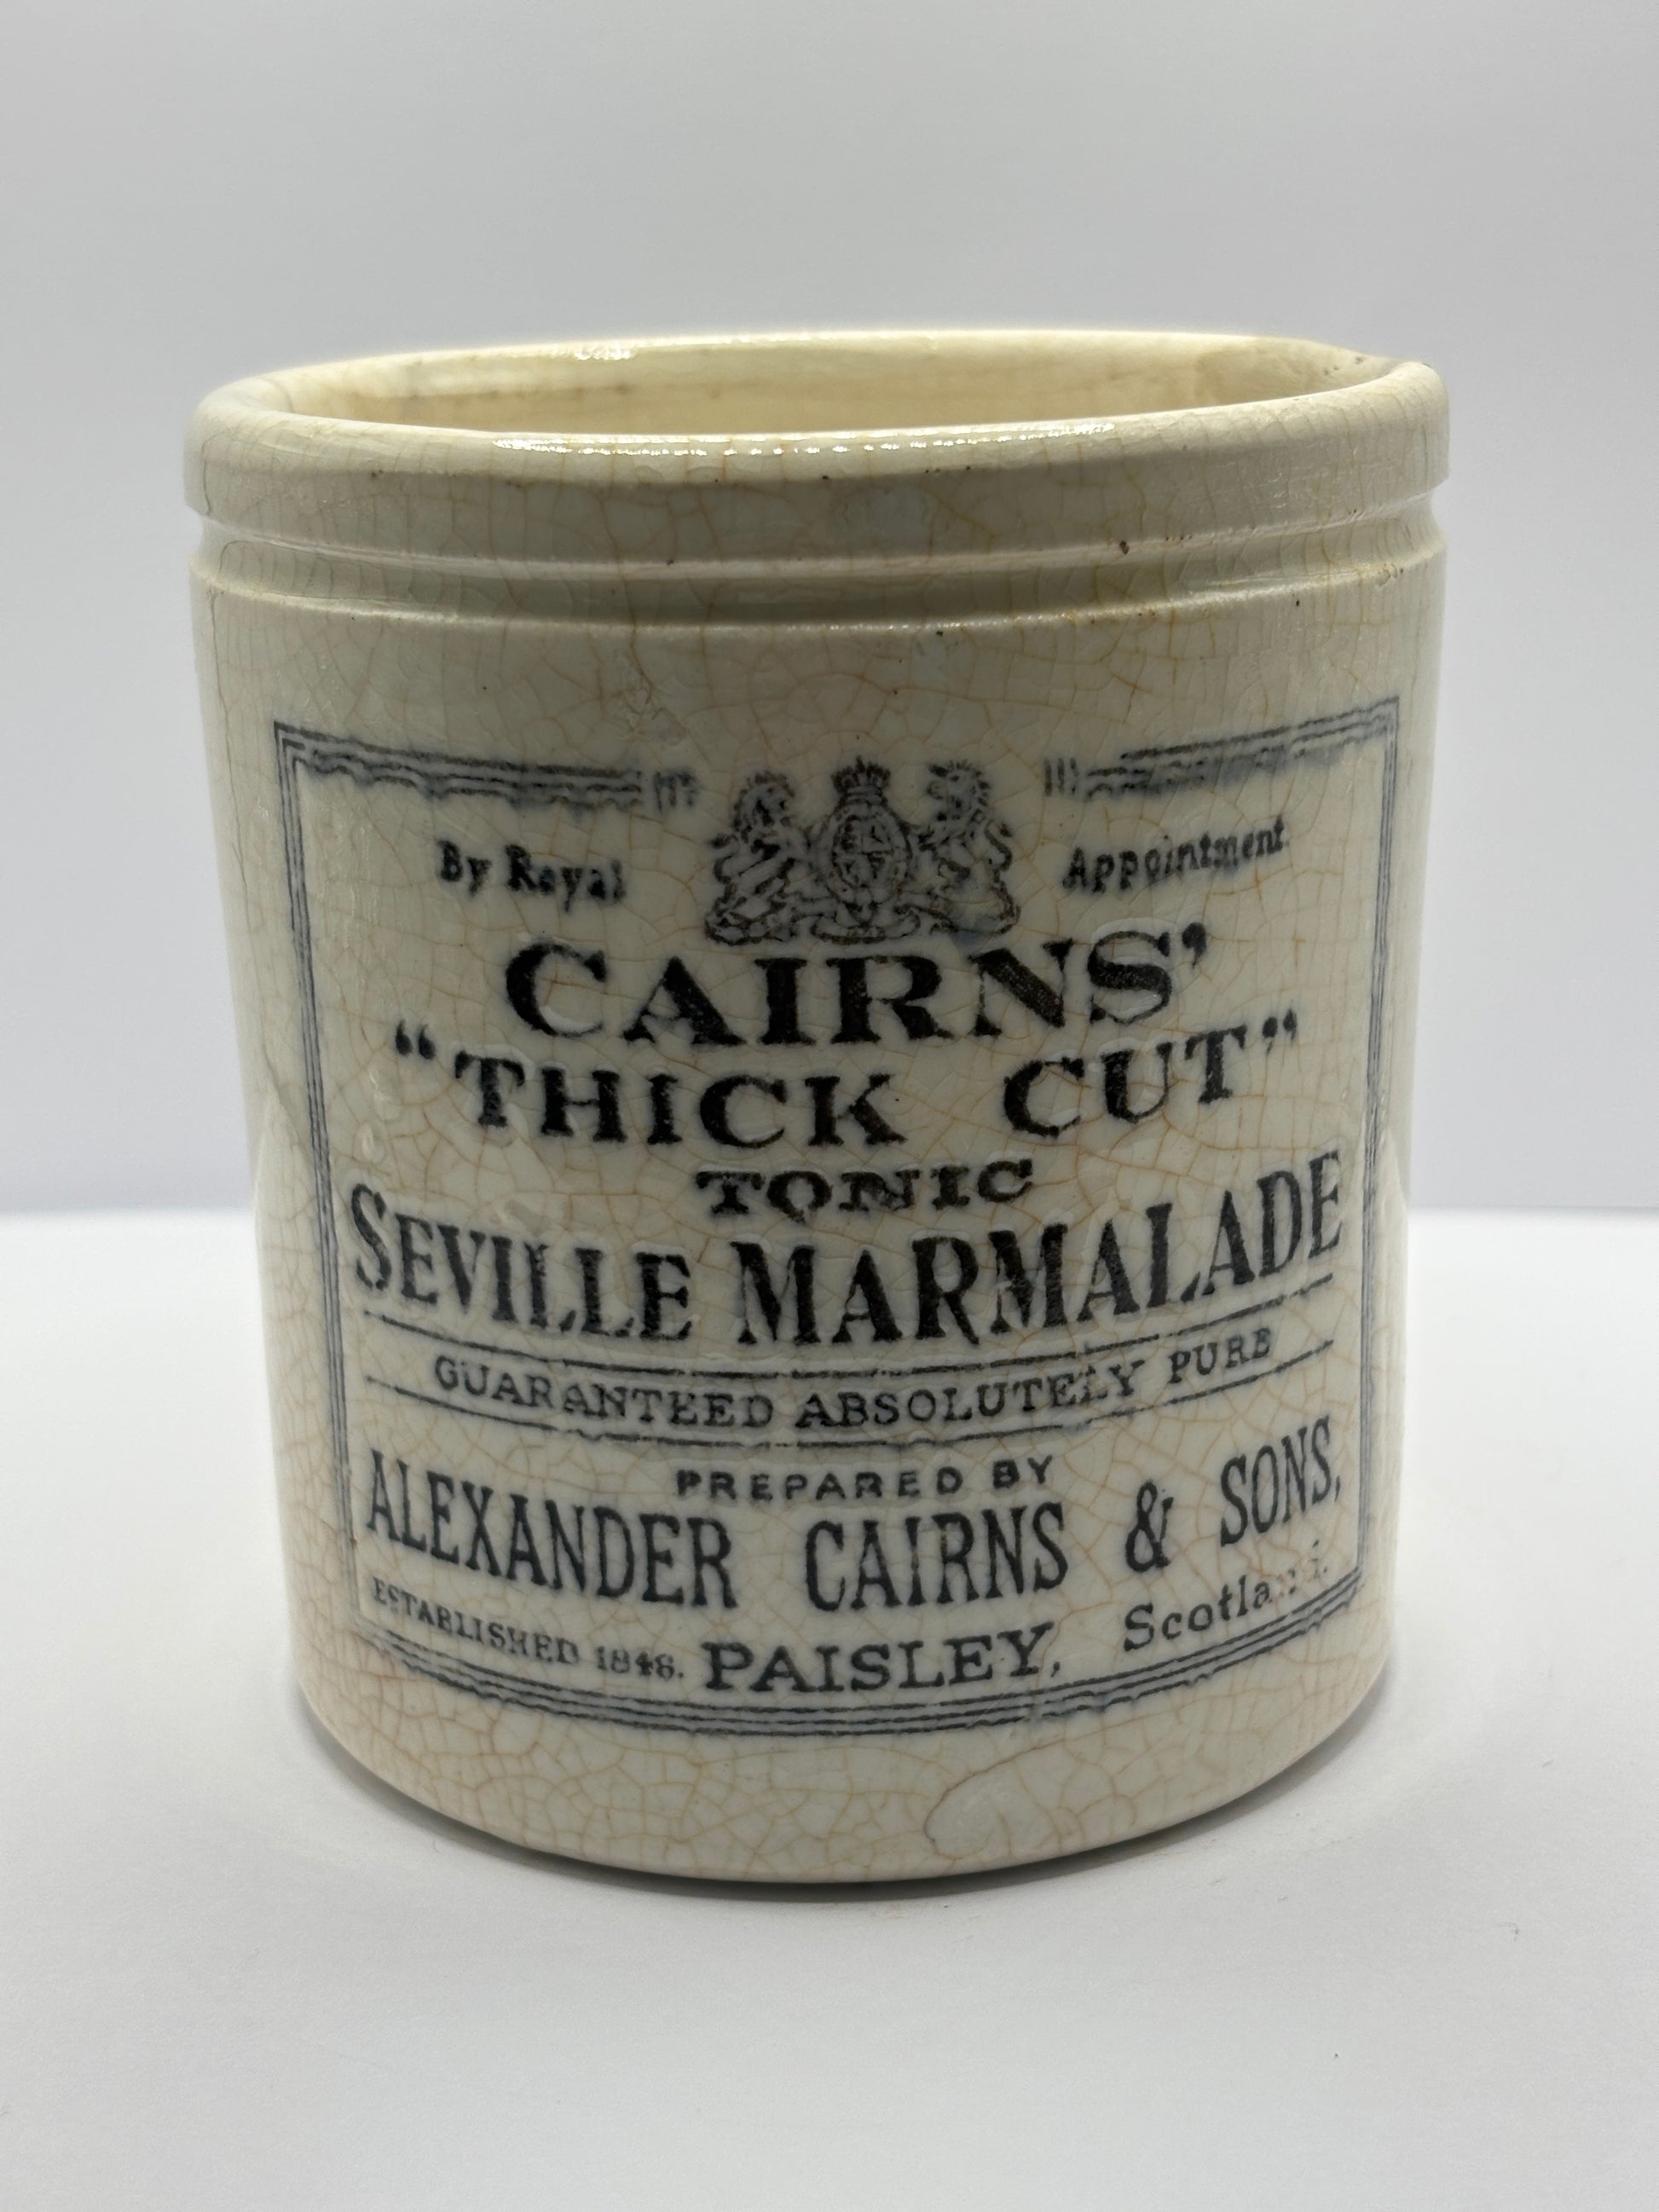 By Royal Appointment
CAIRNS'
"THICK CUT"
TONIC
SEVILLE MARMALADE
GUARANTEED ABSOLUTELY PURE
PREPARED BY
ALEXANDER CAIRNS & SONS,
ESTABLISHED 1848. PAISLEY, Scotland.